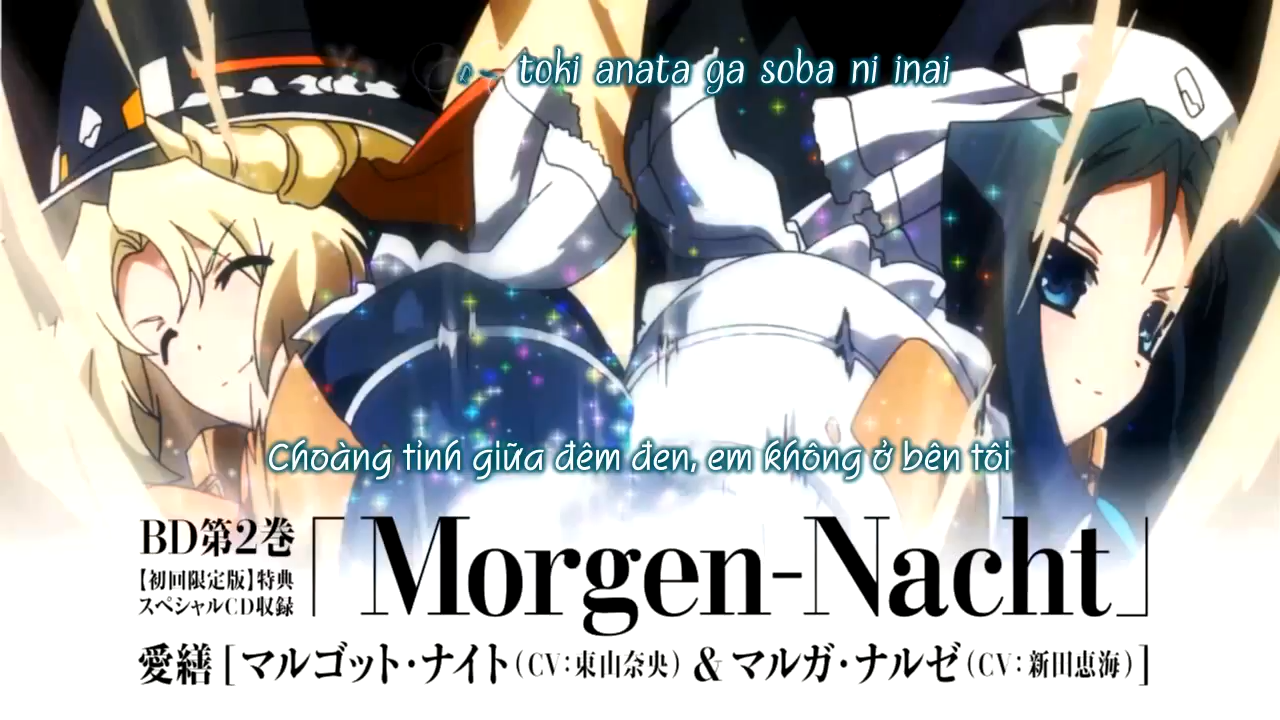 toki anata ga soba ni inai
Choàng tỉnh giữa đêm đen, em không ở bên tôi
BD第2巻
【初回限定版】特典
スペシャルCD収録
「Morgen-Nacht」
愛繕［マルゴット・ナイト（CV：東山奈央）＆マルガ・ナルゼ（CV：新田恵海）］